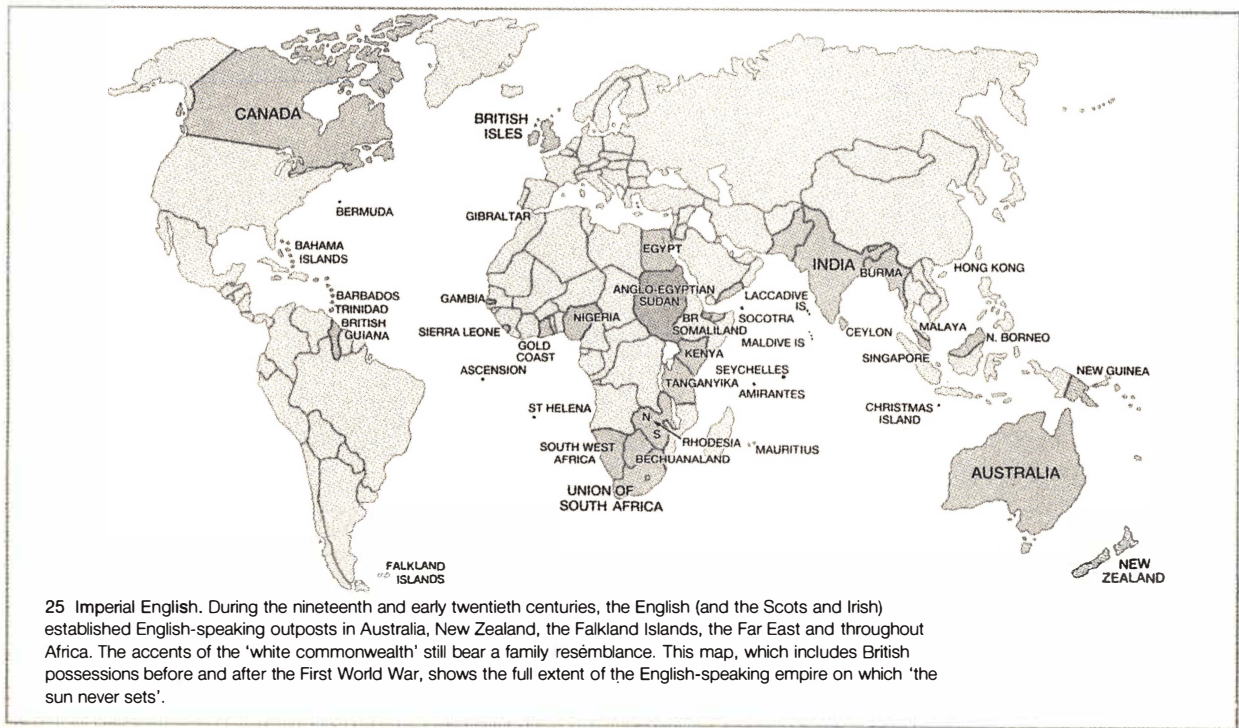 CANADA
BRITISH
ISLES
BERMUDA
GIBRALTAR
BAHAMA
ISLANDS
EGYPT
INDIA
BURMA
HONG KONG
BARBADOS
TRINIDAD
BRITISH
GUIANA
GAMBIA
ANGLO-EGYPTIAN
SUDAN
LACCADIVE
IS.
NIGERIA
BR
SOMALILAND
SOCOTRA
SIERRA LEONE
GOLD
COAST
MALDIVE IS
CEYLON
MALAYA
N. BORNEO
SINGAPORE
KENYA
ASCENSION
SEYCHELLES
TANGANYIKA
AMIRANTES
NEW GUINEA
ST HELENA
N
S
CHRISTMAS
ISLAND
RHODESIA
MAURITIUS
SOUTH WEST
AFRICA
BECHUANALAND
AUSTRALIA
UNION OF
SOUTH AFRICA
FALKLAND
ISLANDS
NEW
ZEALAND
25 Imperial English. During the nineteenth and early twentieth centuries, the English (and the Scots and Irish)
established English-speaking outposts in Australia, New Zealand, the Falkland Islands, the Far East and throughout
Africa. The accents of the ‘white commonwealth’ still bear a family resemblance. This map, which includes British
possessions before and after the First World War, shows the full extent of the English-speaking empire on which ‘the
sun never sets’.